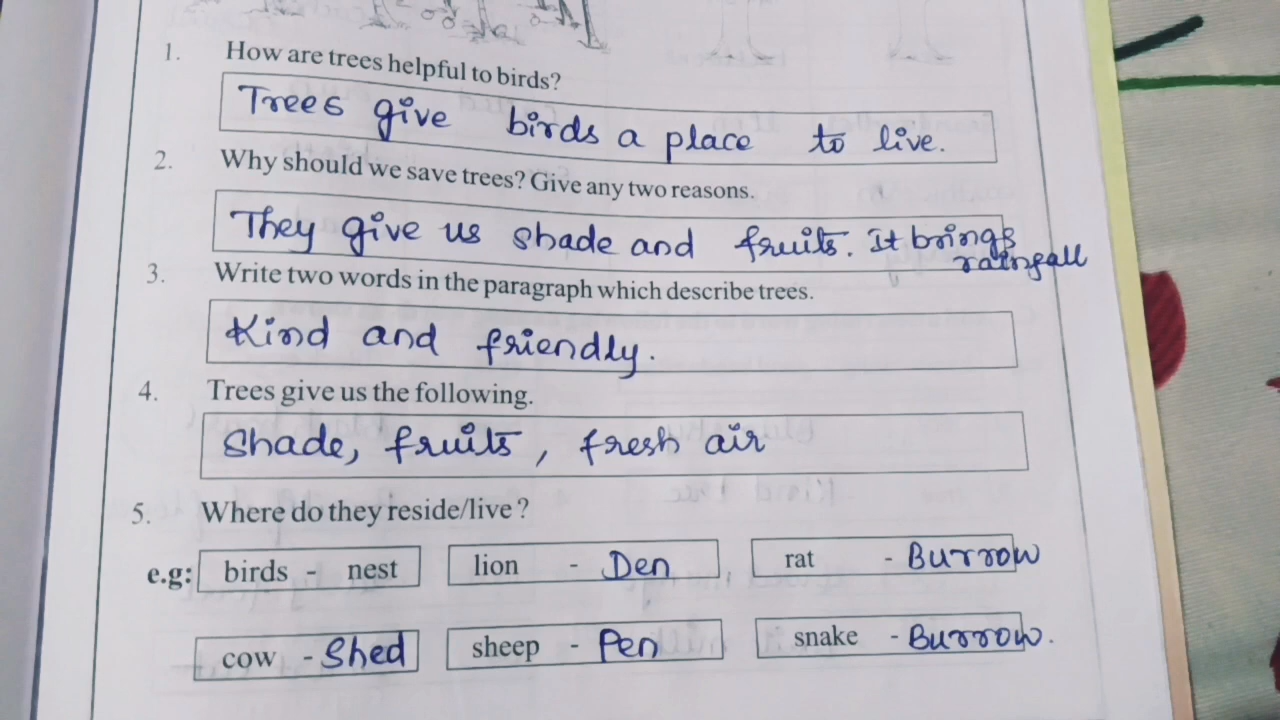 1. How are trees helpful to birds?
Trees give birds a place to live.
2. Why should we save trees? Give any two reasons.
They give us shade and fruits. It brings
rainfall
3. Write two words in the paragraph which describe trees.
Kind and friendly.
4. Trees give us the following.
Shade, fruits, fresh air
5. Where do they reside/live?
e.g: birds - nest lion - Den rat - Burrow
cow - Shed sheep - Pen snake - Burrow.